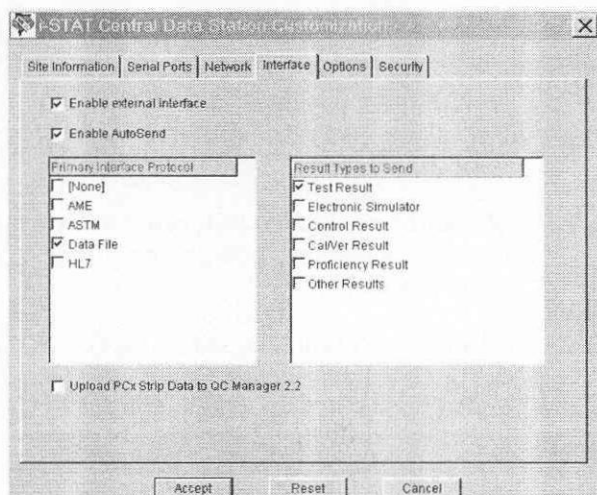 i-STAT Central Data Station Customization
Site Information Serial Ports Network Interface Options Security
Enable external interface
Enable AutoSend
Primary Interface Protocol
[None]
AME
ASTM
Data File
HL7
Result Types to Send
Test Result
Electronic Simulator
Control Result
Cal/Ver Result
Proficiency Result
Other Results
Upload PCx Strip Data to QC Manager 2.2
Accept Reset Cancel